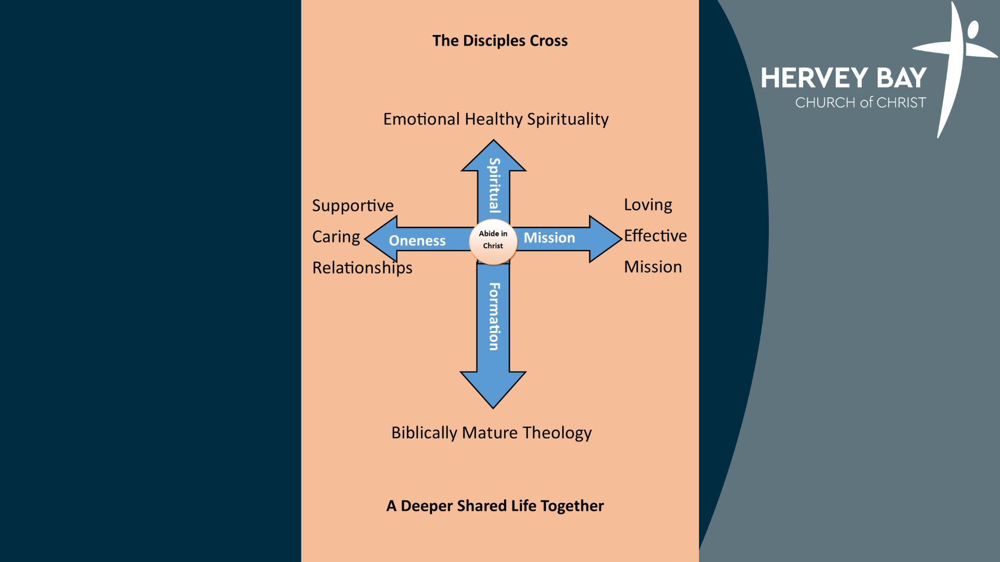 The Disciples Cross
HERVEY BAY
CHURCH of CHRIST
Emotional Healthy Spirituality
Spiritual
Supportive
Caring
Relationships
Oneness
Abide in
Christ
Mission
Loving
Effective
Mission
Formation
Biblically Mature Theology
A Deeper Shared Life Together